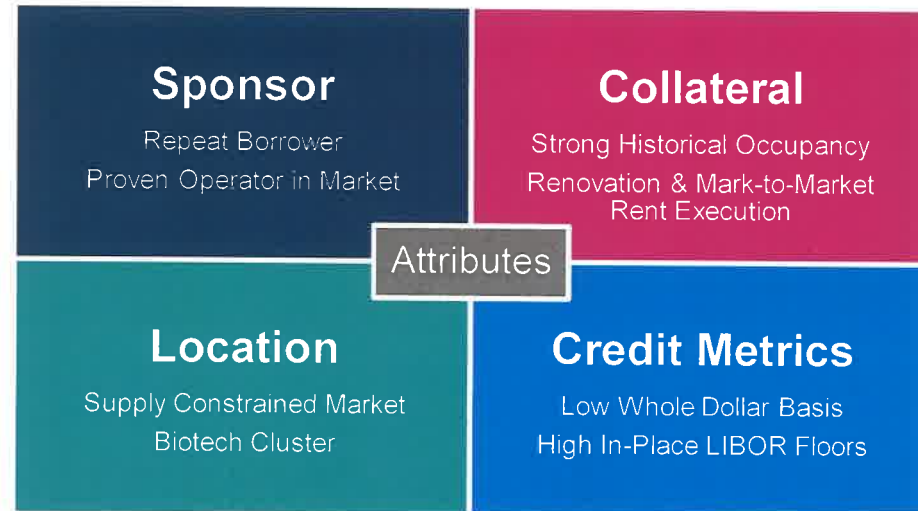 Sponsor
Repeat Borrower
Proven Operator in Market
Collateral
Strong Historical Occupancy
Renovation & Mark-to-Market
Rent Execution
Attributes
Location
Supply Constrained Market
Biotech Cluster
Credit Metrics
Low Whole Dollar Basis
High In-Place LIBOR Floors